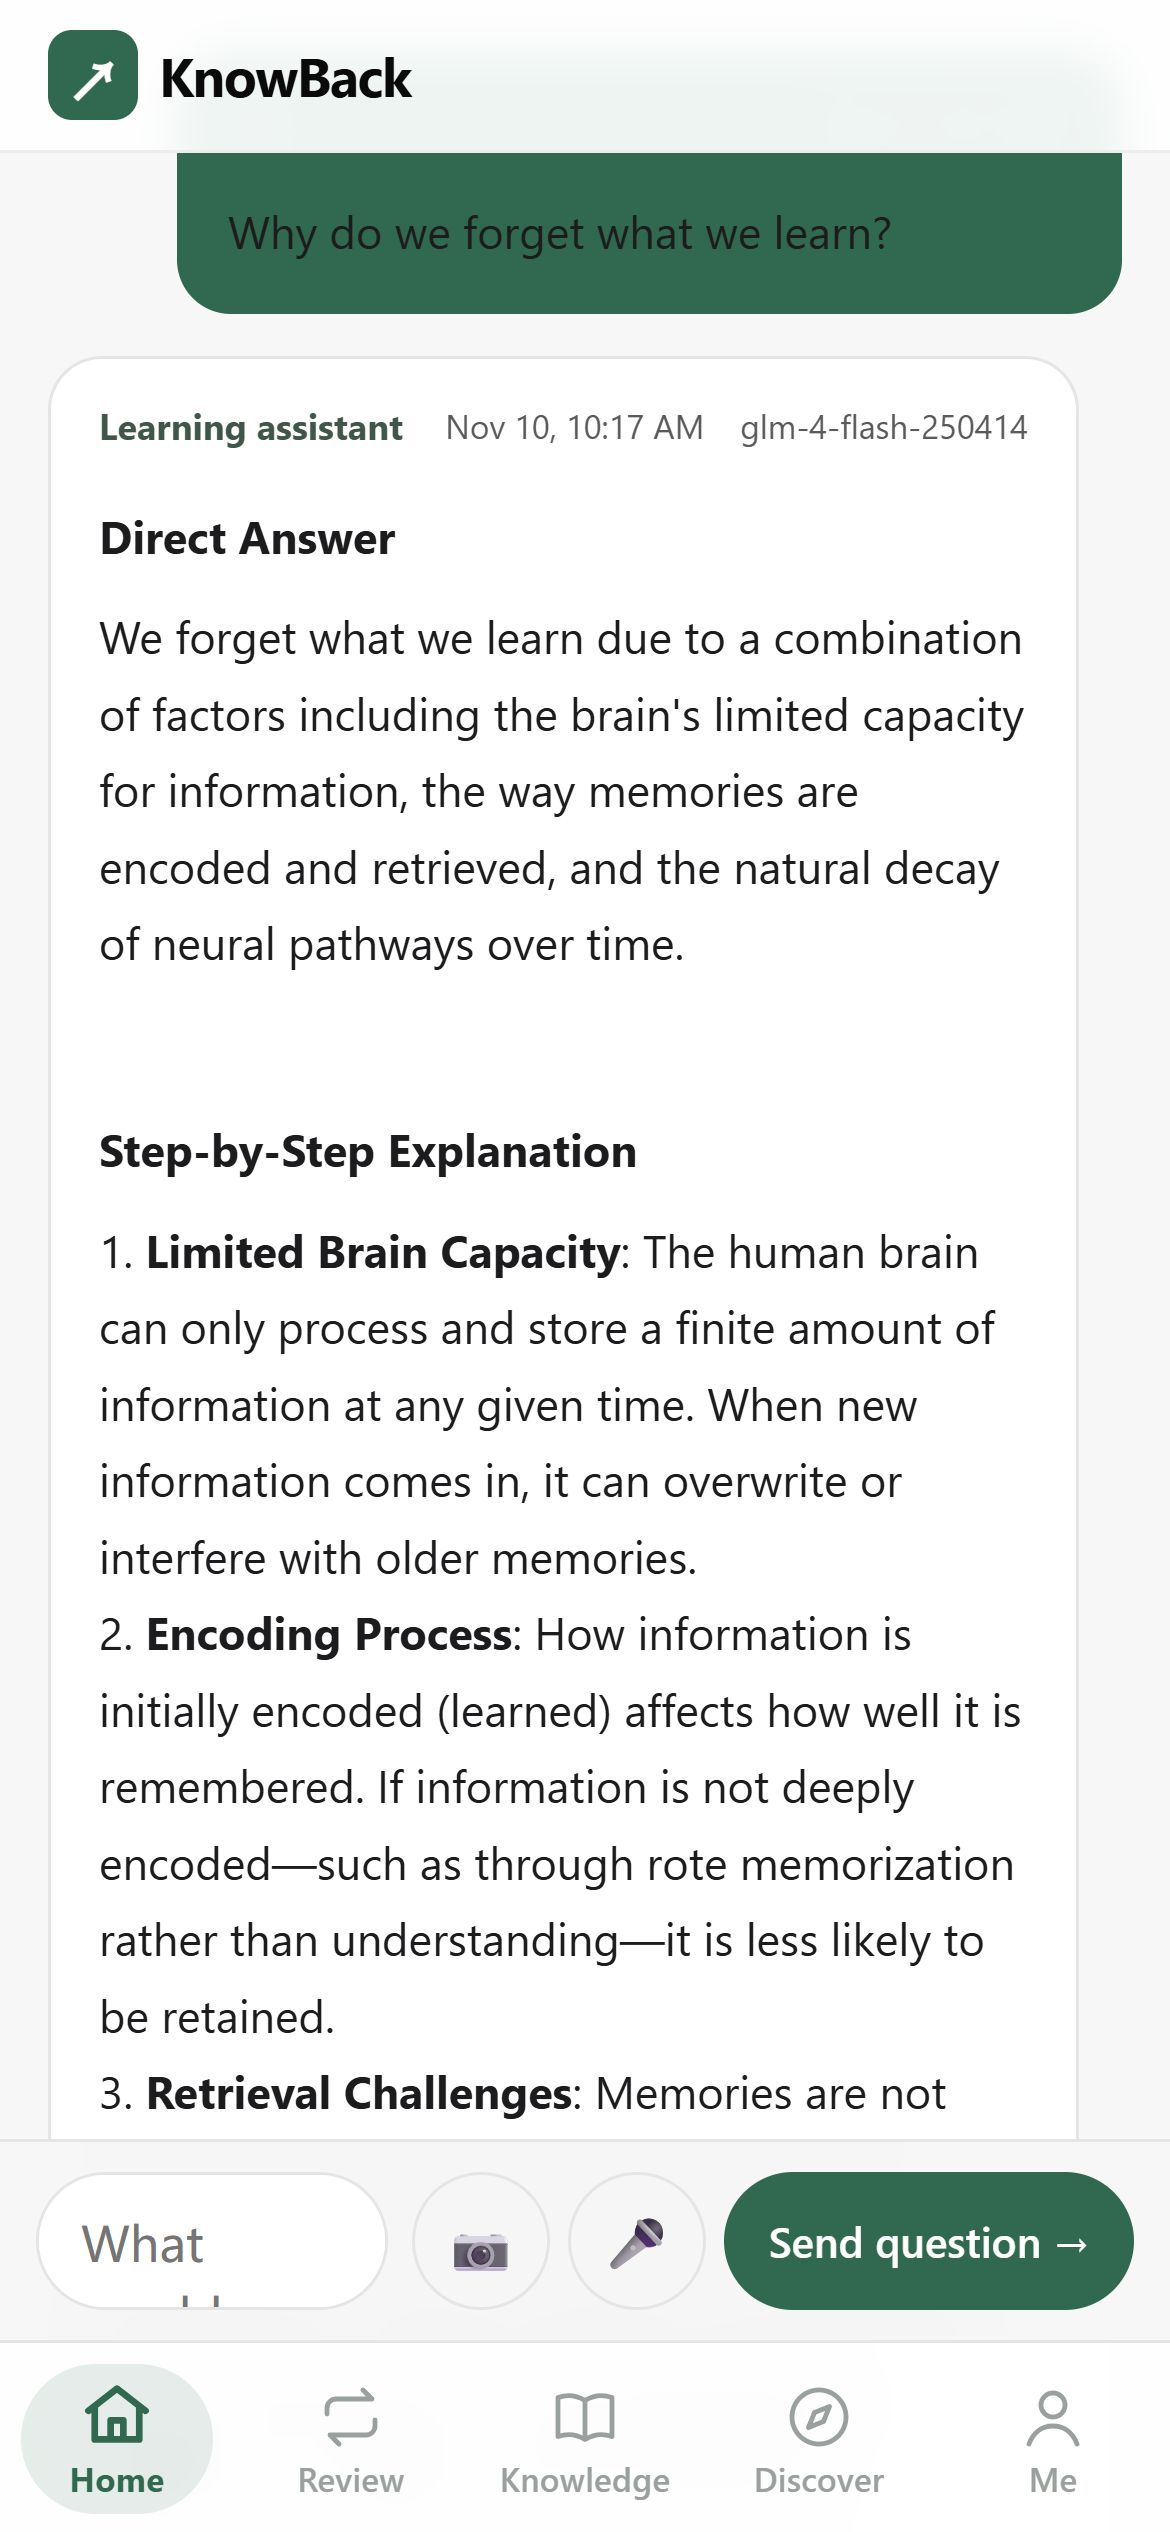 KnowBack
Why do we forget what we learn?
Learning assistant Nov 10, 10:17 AM glm-4-flash-250414
Direct Answer
We forget what we learn due to a combination
of factors including the brain's limited capacity
for information, the way memories are
encoded and retrieved, and the natural decay
of neural pathways over time.
Step-by-Step Explanation
1. Limited Brain Capacity: The human brain
can only process and store a finite amount of
information at any given time. When new
information comes in, it can overwrite or
interfere with older memories.
2. Encoding Process: How information is
initially encoded (learned) affects how well it is
remembered. If information is not deeply
encoded—such as through rote memorization
rather than understanding—it is less likely to
be retained.
3. Retrieval Challenges: Memories are not
What
Send question →
Home Review Knowledge Discover Me